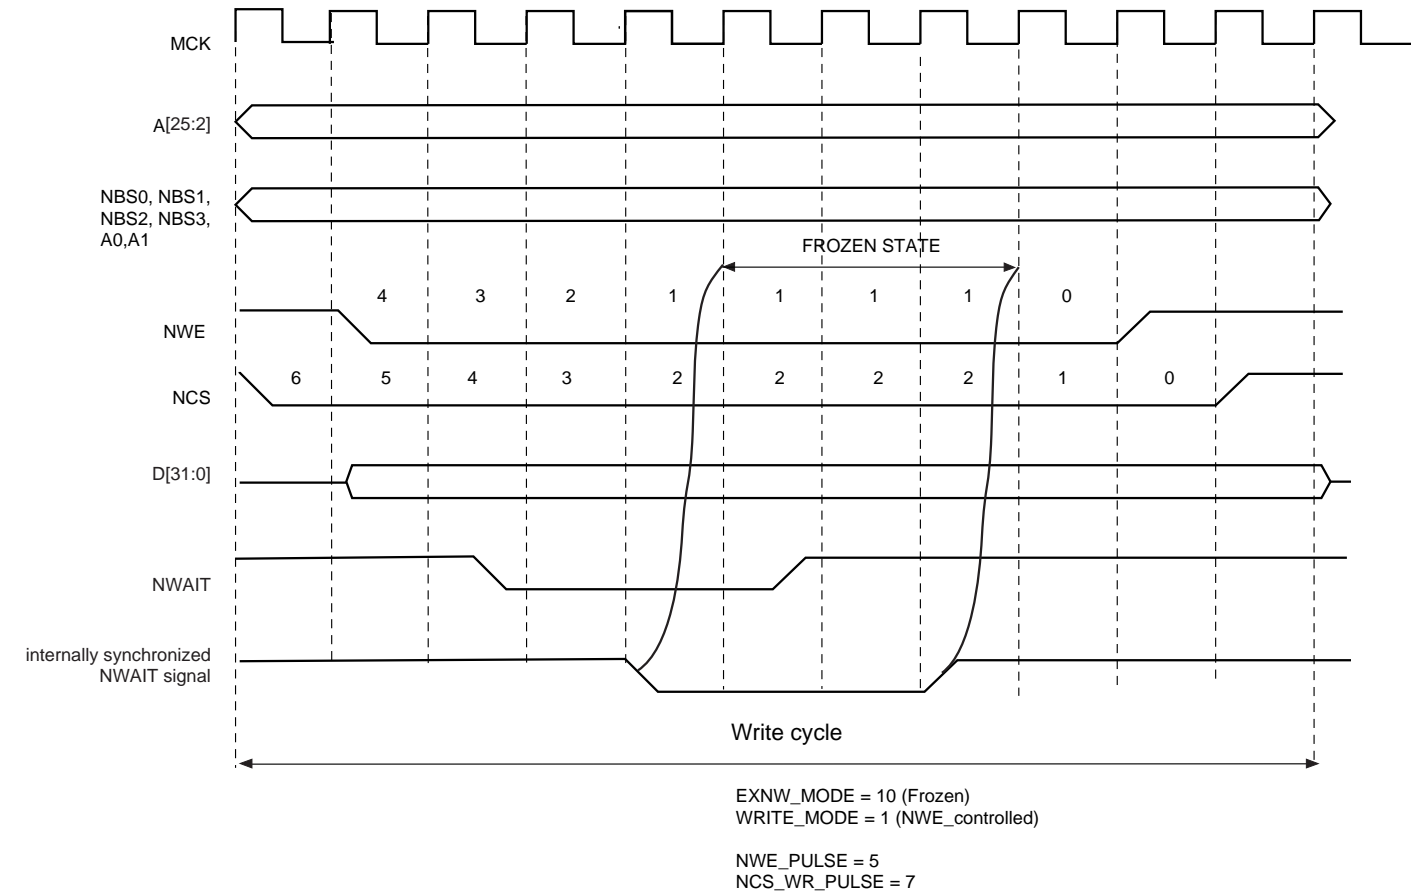 MCK
A[25:2]
NBS0, NBS1,
NBS2, NBS3,
A0,A1
FROZEN STATE
4 3 2 1 1 1 1 0
NWE
6 5 4 3 2 2 2 2 1 0
NCS
D[31:0]
NWAIT
internally synchronized
NWAIT signal
Write cycle
EXNW_MODE = 10 (Frozen)
WRITE_MODE = 1 (NWE_controlled)
NWE_PULSE = 5
NCS_WR_PULSE = 7